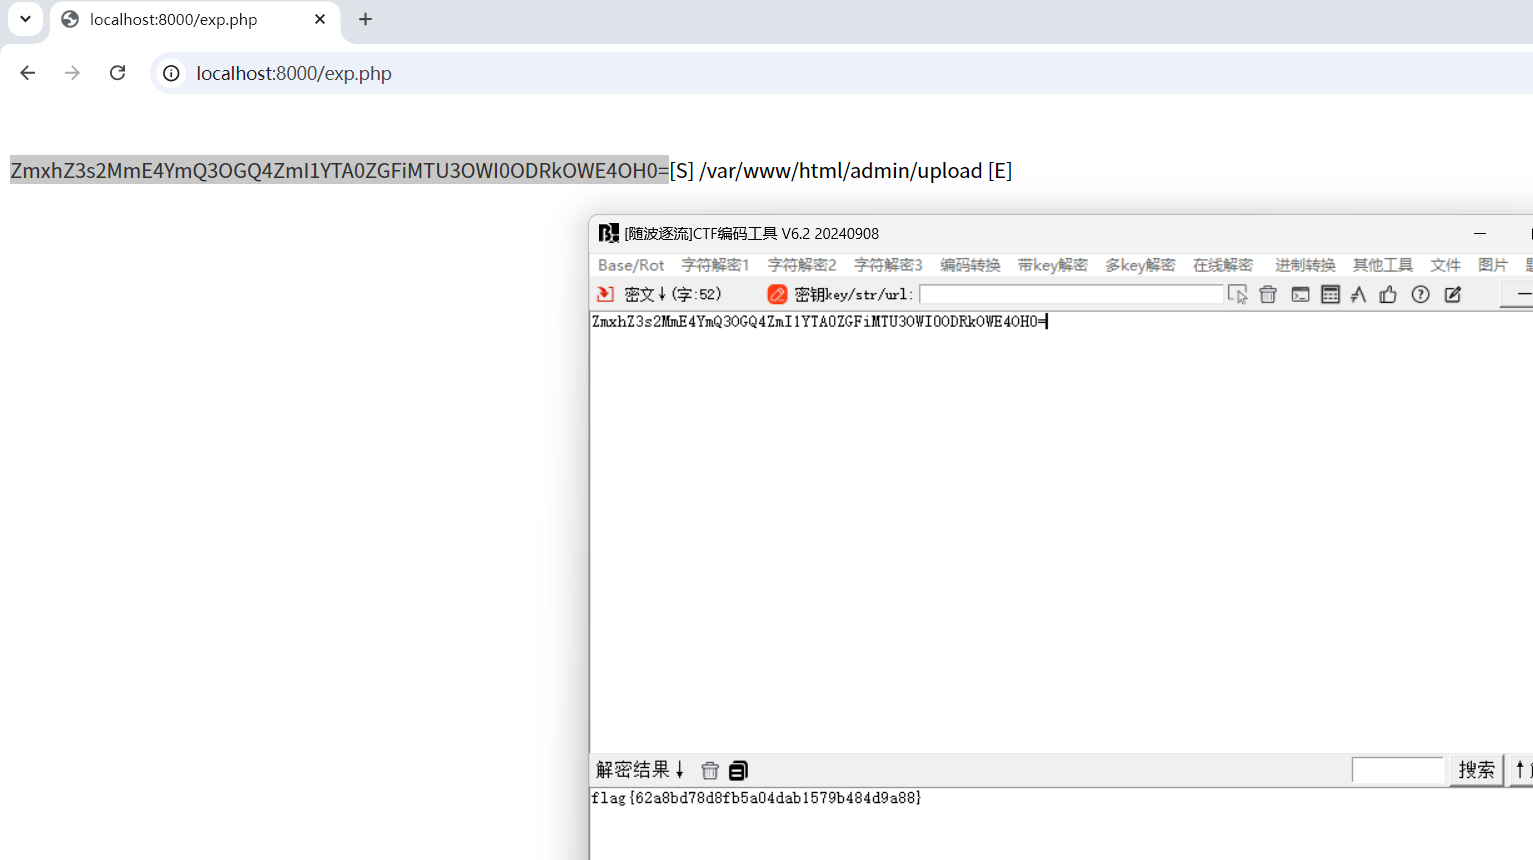 localhost:8000/exp.php
localhost:8000/exp.php
ZmxhZ3s2MmE4YmQ3OGQ4ZmI1YTA0ZGFiMTU3OWI0ODRkOWE4OH0=[S] /var/www/html/admin/upload [E]
[随波逐流]CTF编码工具 V6.2 20240908
Base/Rot 字符解密1 字符解密2 字符解密3 编码转换 带key解密 多key解密 在线解密 进制转换 其他工具 文件 图片
密文↓(字:52) 密钥key/str/url:
ZmxhZ3s2MmE4YmQ3OGQ4ZmI1YTA0ZGFiMTU3OWI0ODRkOWE4OH0=
解密结果↓ 搜索
flag{62a8bd78d8fb5a04dab1579b484d9a88}